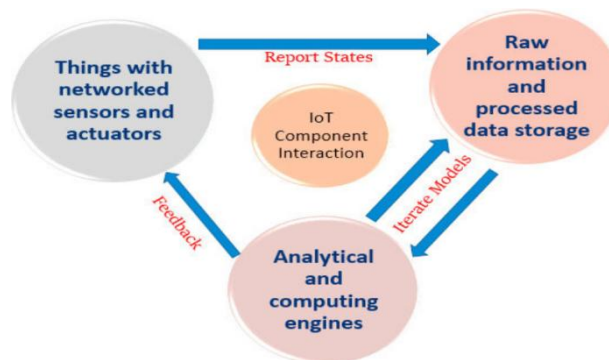 Things with
networked
sensors and
actuators
Report States
Raw
information
and
processed
data storage
IoT
Component
Interaction
Iterate Models
Feedback
Analytical
and
computing
engines